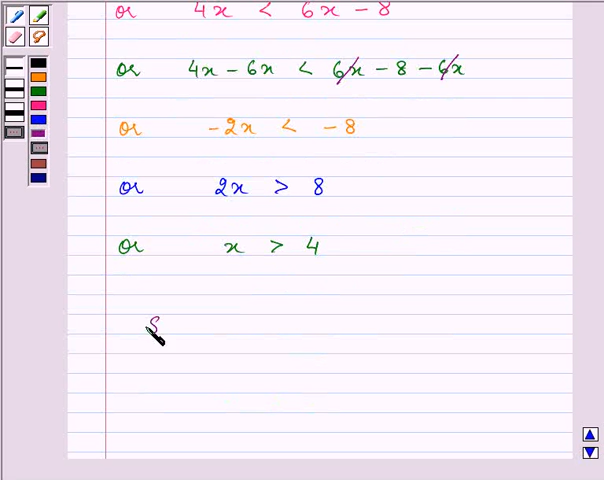 or 4x < 6x - 8
or 4x - 6x < 6x - 8 - 6x
or -2x < -8
or 2x > 8
or x > 4
S